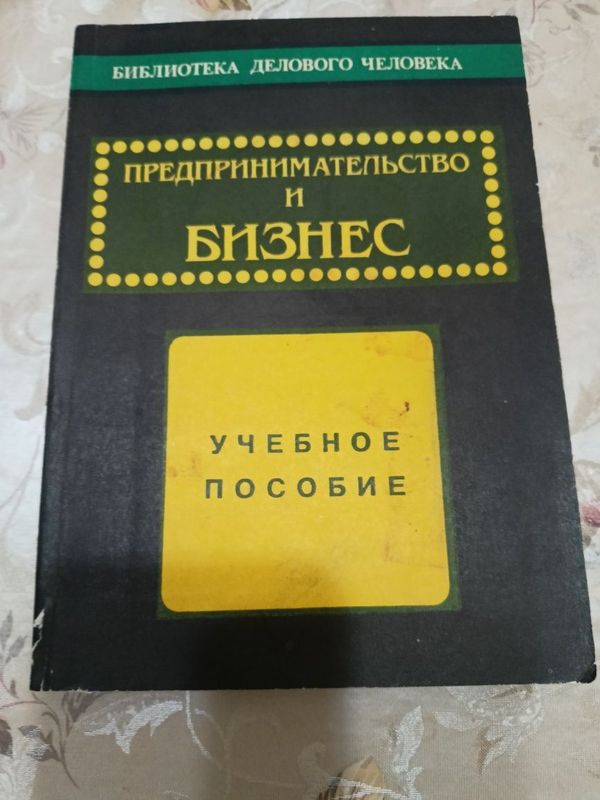 БИБЛИОТЕКА ДЕЛОВОГО ЧЕЛОВЕКА
ПРЕДПРИНИМАТЕЛЬСТВО
И
БИЗНЕС
УЧЕБНОЕ
ПОСОБИЕ